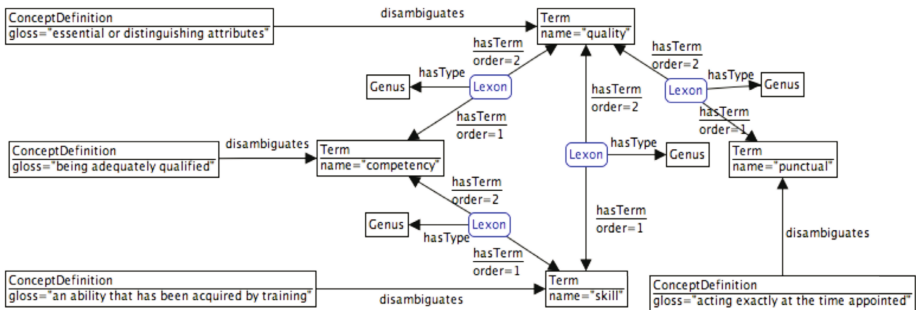 ConceptDefinition
gloss="essential or distinguishing attributes"
disambiguates
Term
name="quality"
hasTerm
order=2
hasType
Genus
Lexon
hasTerm
order=1
hasTerm
order=2
hasTerm
order=2
hasType
Genus
Lexon
hasTerm
order=1
ConceptDefinition
gloss="being adequately qualified"
disambiguates
Term
name="competency"
Lexon
hasType
Genus
Term
name="punctual"
hasTerm
order=2
Genus
hasType
Lexon
hasTerm
order=1
hasTerm
order=1
disambiguates
ConceptDefinition
gloss="an ability that has been acquired by training"
disambiguates
Term
name="skill"
ConceptDefinition
gloss="acting exactly at the time appointed"